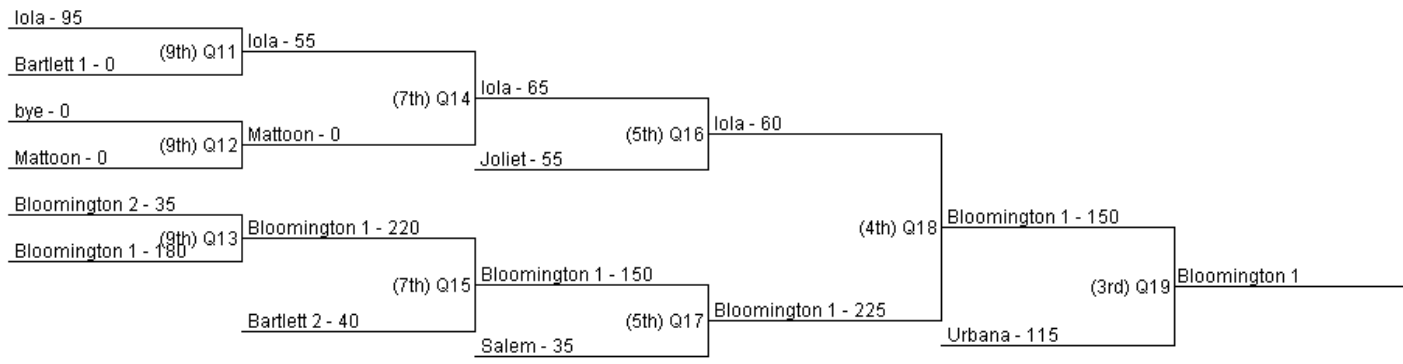 Iola - 95
(9th) Q11
Bartlett 1 - 0
bye - 0
(9th) Q12
Mattoon - 0
Bloomington 2 - 35
(9th) Q13
Bloomington 1 - 180
Iola - 55
(7th) Q14
Mattoon - 0
Bloomington 1 - 220
(7th) Q15
Bartlett 2 - 40
Iola - 65
(5th) Q16
Joliet - 55
Bloomington 1 - 150
(5th) Q17
Salem - 35
Iola - 60
(4th) Q18
Bloomington 1 - 225
Bloomington 1 - 150
(3rd) Q19
Urbana - 115
Bloomington 1